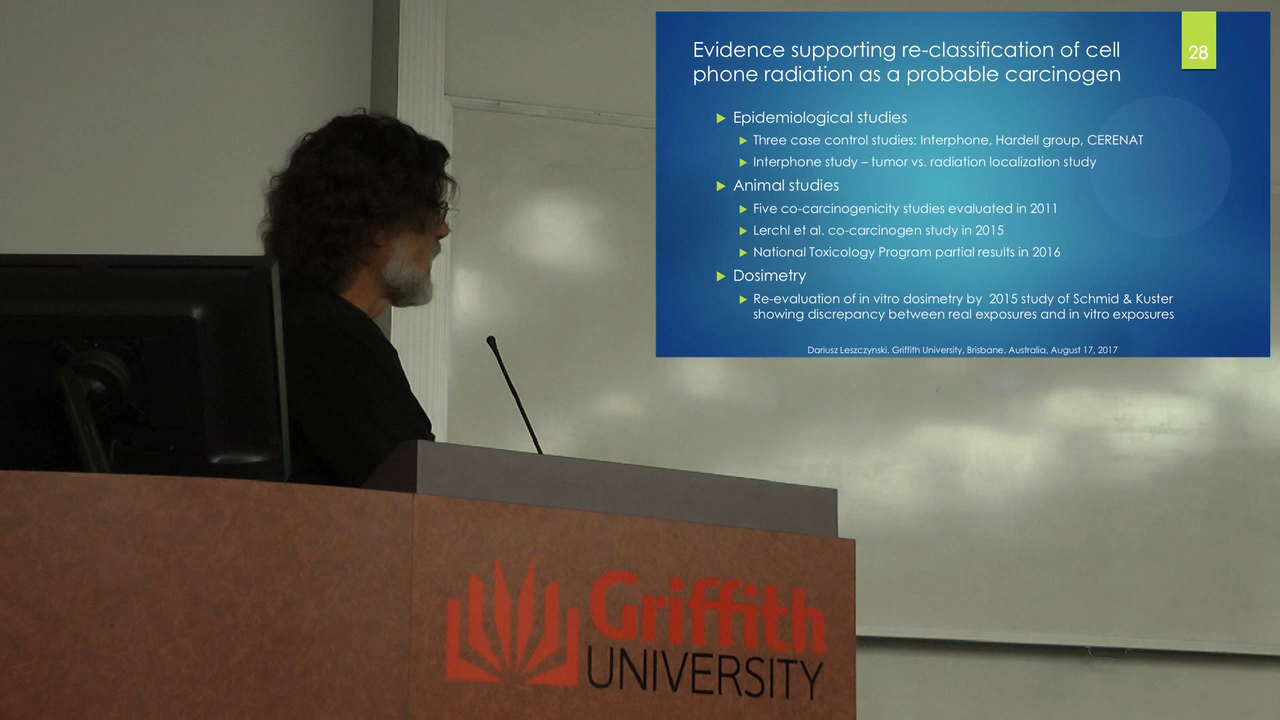 Evidence supporting re-classification of cell
phone radiation as a probable carcinogen
28
Epidemiological studies
Three case control studies: Interphone, Hardell group, CERENAT
Interphone study – tumor vs. radiation localization study
Animal studies
Five co-carcinogenicity studies evaluated in 2011
Lerchl et al. co-carcinogen study in 2015
National Toxicology Program partial results in 2016
Dosimetry
Re-evaluation of in vitro dosimetry by  2015 study of Schmid & Kuster
showing discrepancy between real exposures and in vitro exposures
Dariusz Leszczynski, Griffith University, Brisbane, Australia, August 17, 2017
Griffith
UNIVERSITY